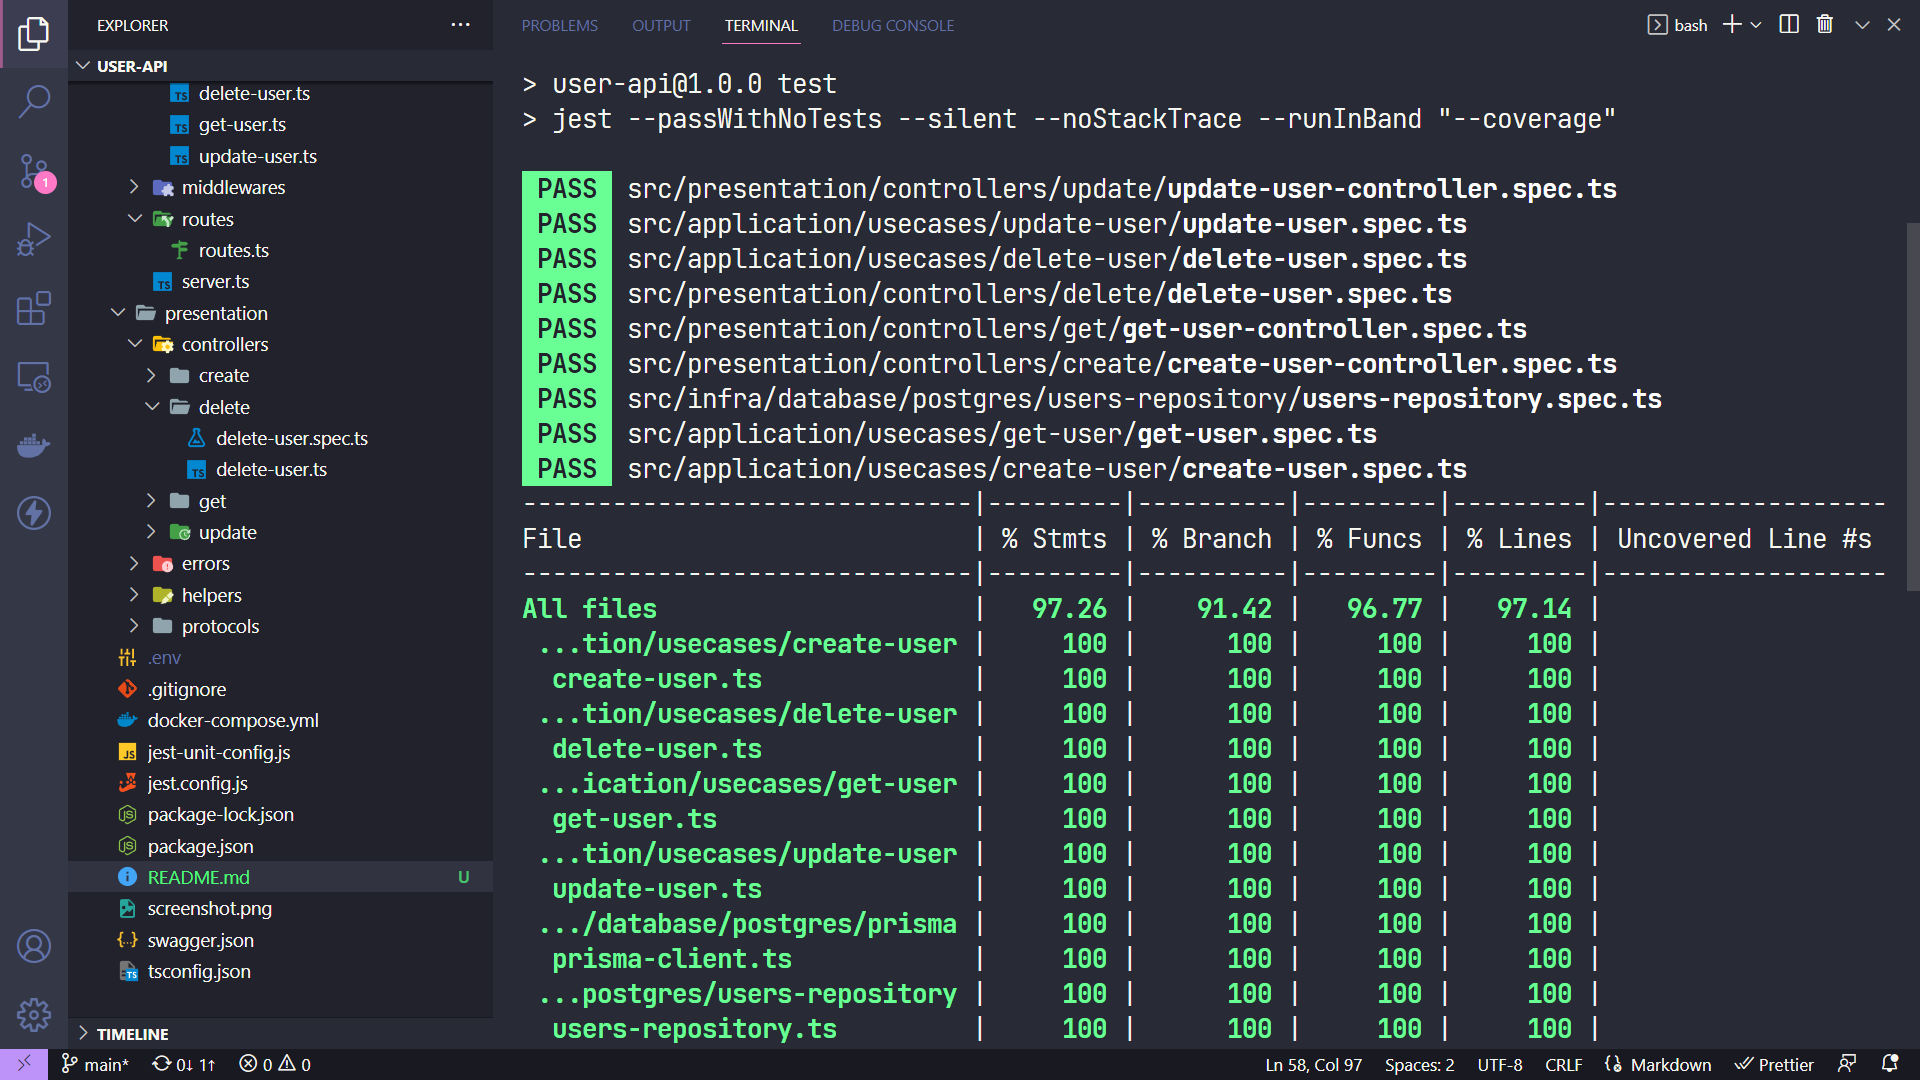 EXPLORER
USER-API
delete-user.ts
get-user.ts
update-user.ts
middlewares
routes
routes.ts
server.ts
presentation
controllers
create
delete
delete-user.spec.ts
delete-user.ts
get
update
errors
helpers
protocols
.env
.gitignore
docker-compose.yml
jest-unit-config.js
jest.config.js
package-lock.json
package.json
README.md U
screenshot.png
swagger.json
tsconfig.json
TIMELINE
PROBLEMS OUTPUT TERMINAL DEBUG CONSOLE
bash
> user-api@1.0.0 test
> jest --passWithNoTests --silent --noStackTrace --runInBand "--coverage"
PASS src/presentation/controllers/update/update-user-controller.spec.ts
PASS src/application/usecases/update-user/update-user.spec.ts
PASS src/application/usecases/delete-user/delete-user.spec.ts
PASS src/presentation/controllers/delete/delete-user.spec.ts
PASS src/presentation/controllers/get/get-user-controller.spec.ts
PASS src/presentation/controllers/create/create-user-controller.spec.ts
PASS src/infra/database/postgres/users-repository/users-repository.spec.ts
PASS src/application/usecases/get-user/get-user.spec.ts
PASS src/application/usecases/create-user/create-user.spec.ts
------------------------------|---------|----------|---------|---------|-------------------
File | % Stmts | % Branch | % Funcs | % Lines | Uncovered Line #s
------------------------------|---------|----------|---------|---------|-------------------
All files | 97.26 | 91.42 | 96.77 | 97.14 |
...tion/usecases/create-user | 100 | 100 | 100 | 100 |
create-user.ts | 100 | 100 | 100 | 100 |
...tion/usecases/delete-user | 100 | 100 | 100 | 100 |
delete-user.ts | 100 | 100 | 100 | 100 |
...ication/usecases/get-user | 100 | 100 | 100 | 100 |
get-user.ts | 100 | 100 | 100 | 100 |
...tion/usecases/update-user | 100 | 100 | 100 | 100 |
update-user.ts | 100 | 100 | 100 | 100 |
.../database/postgres/prisma | 100 | 100 | 100 | 100 |
prisma-client.ts | 100 | 100 | 100 | 100 |
...postgres/users-repository | 100 | 100 | 100 | 100 |
users-repository.ts | 100 | 100 | 100 | 100 |
1
main* 0↓ 1↑ 0 0 Ln 58, Col 97 Spaces: 2 UTF-8 CRLF Markdown Prettier